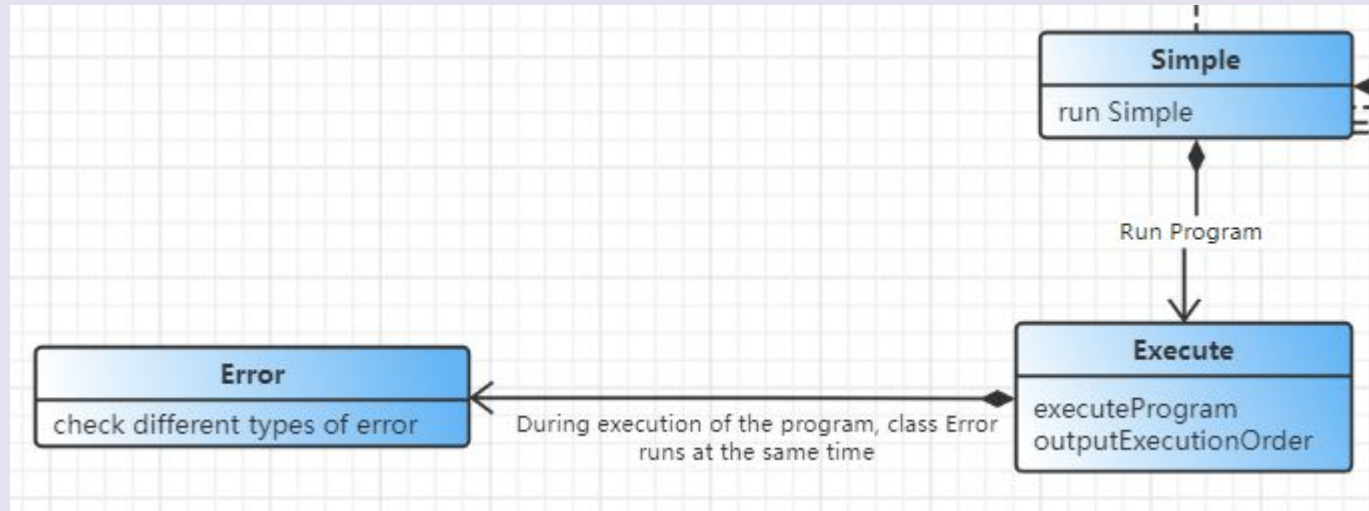 Simple
run Simple
Run Program
Execute
executeProgram
outputExecutionOrder
Error
check different types of error
During execution of the program, class Error
runs at the same time